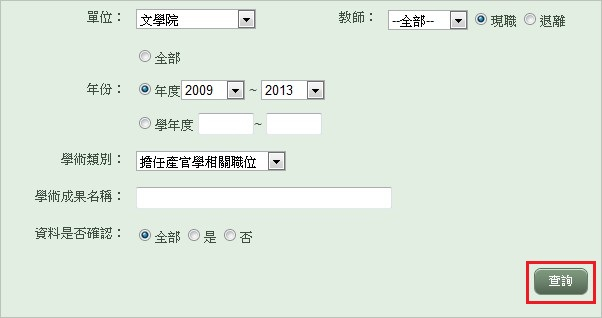 單位： 文學院 教師： --全部-- 現職 退離
全部
年份： 年度 2009 ~ 2013
學年度 ~
學術類別： 擔任產官學相關職位
學術成果名稱：
資料是否確認： 全部 是 否
查詢